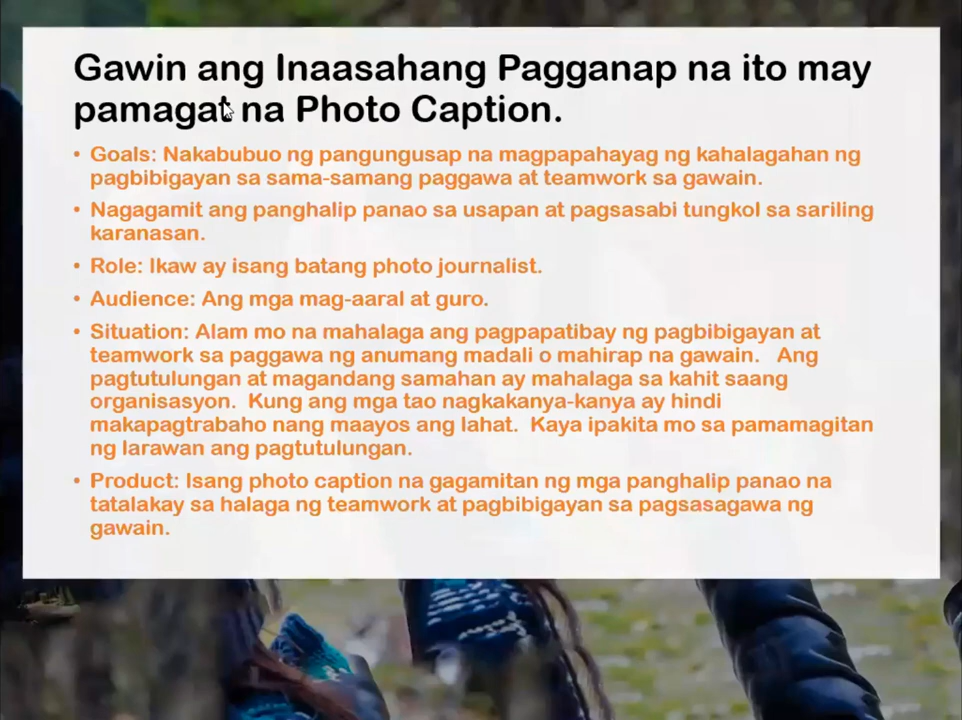 Gawin ang Inaasahang Pagganap na ito may
pamagat na Photo Caption.
• Goals: Nakabubuo ng pangungusap na magpapahayag ng kahalagahan ng
pagbibigayan sa sama-samang paggawa at teamwork sa gawain.
• Nagagamit ang panghalip panao sa usapan at pagsasabi tungkol sa sariling
karanasan.
• Role: Ikaw ay isang batang photo journalist.
• Audience: Ang mga mag-aaral at guro.
• Situation: Alam mo na mahalaga ang pagpapatibay ng pagbibigayan at
teamwork sa paggawa ng anumang madali o mahirap na gawain. Ang
pagtutulungan at magandang samahan ay mahalaga sa kahit saang
organisasyon. Kung ang mga tao nagkakanya-kanya ay hindi
makapagtrabaho nang maayos ang lahat. Kaya ipakita mo sa pamamagitan
ng larawan ang pagtutulungan.
• Product: Isang photo caption na gagamitan ng mga panghalip panao na
tatalakay sa halaga ng teamwork at pagbibigayan sa pagsasagawa ng
gawain.